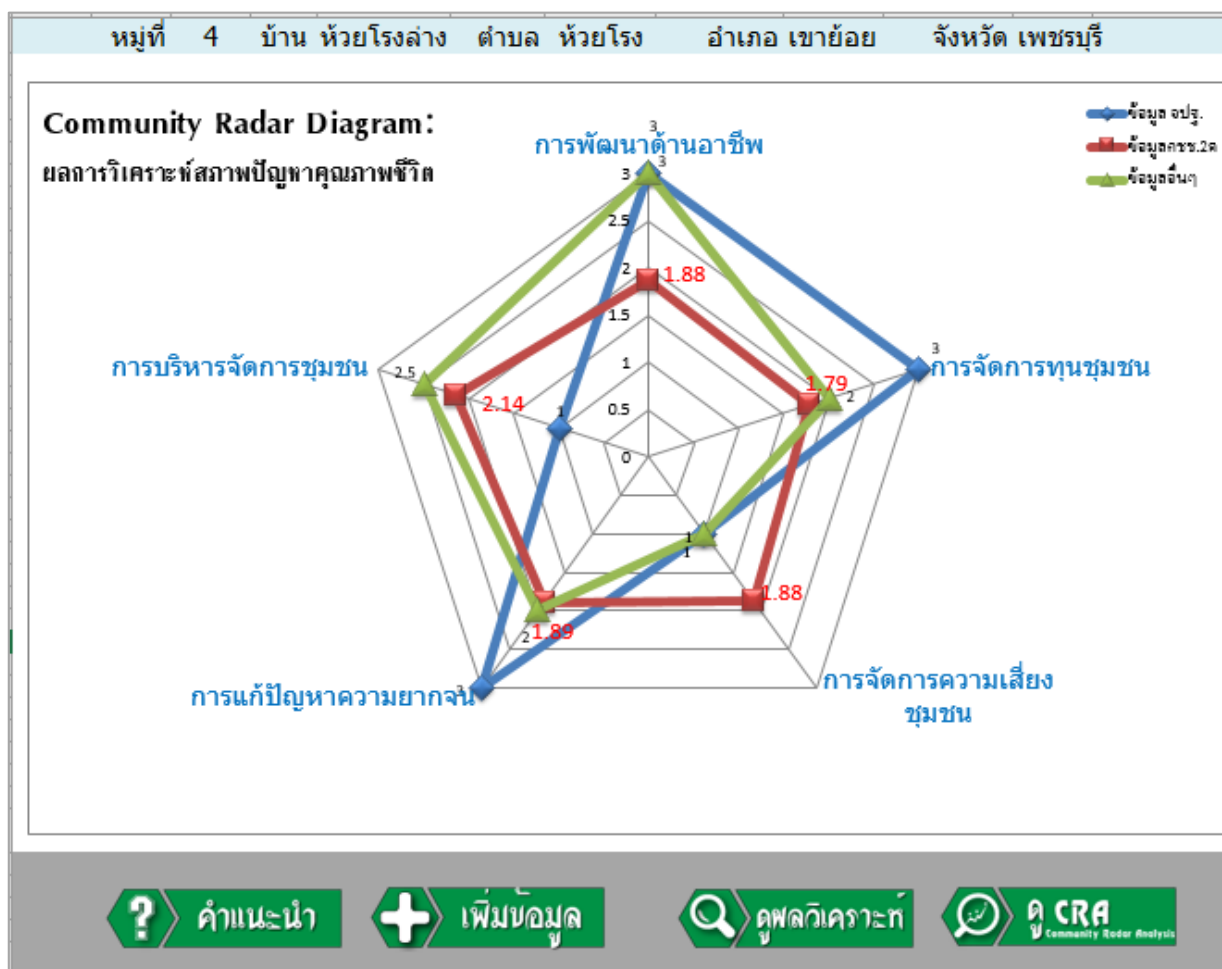 หมู่ที่ 4 บ้าน ห้วยโรงล่าง ตำบล ห้วยโรง อำเภอ เขาย้อย จังหวัด เพชรบุรี
Community Radar Diagram:
ผลการวิเคราะห์สภาพปัญหาคุณภาพชีวิต
ข้อมูล จปฐ.
ข้อมูลกชช.2ค
ข้อมูลอื่นๆ
3
การพัฒนาด้านอาชีพ
3
3
2.5
2
1.88
1.5
1
0.5
0
3
การจัดการทุนชุมชน
1.79
2
การบริหารจัดการชุมชน
2.5
2.14
1
1
1
1.88
การจัดการความเสี่ยง
ชุมชน
2
1.89
3
การแก้ปัญหาความยากจน
?
คำแนะนำ
เพิ่มข้อมูล
ดูผลวิเคราะห์
ดู CRA
Community Radar Analysis